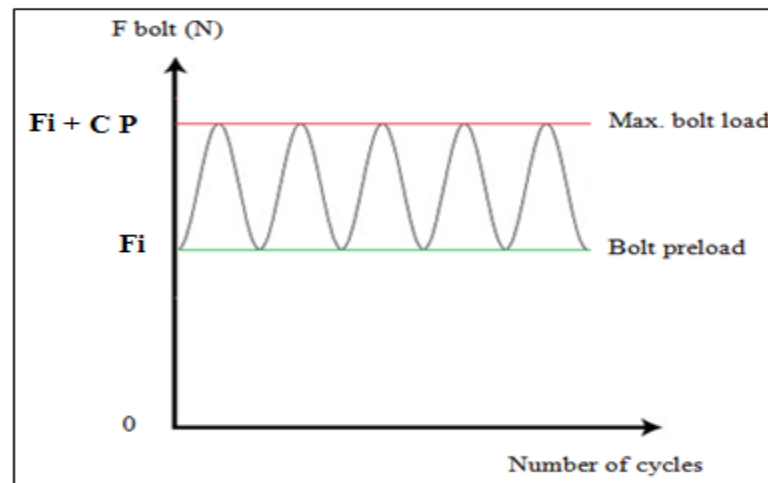 F bolt (N)
Fi + C P
Max. bolt load
Fi
Bolt preload
0
Number of cycles